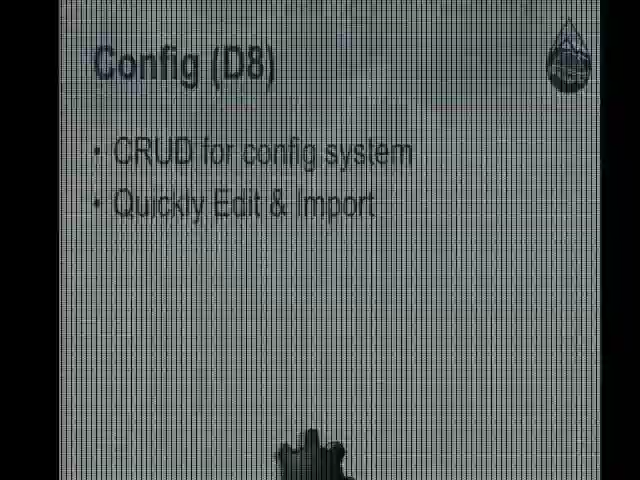 Config (D8)
• CRUD for config system
• Quickly Edit & Import